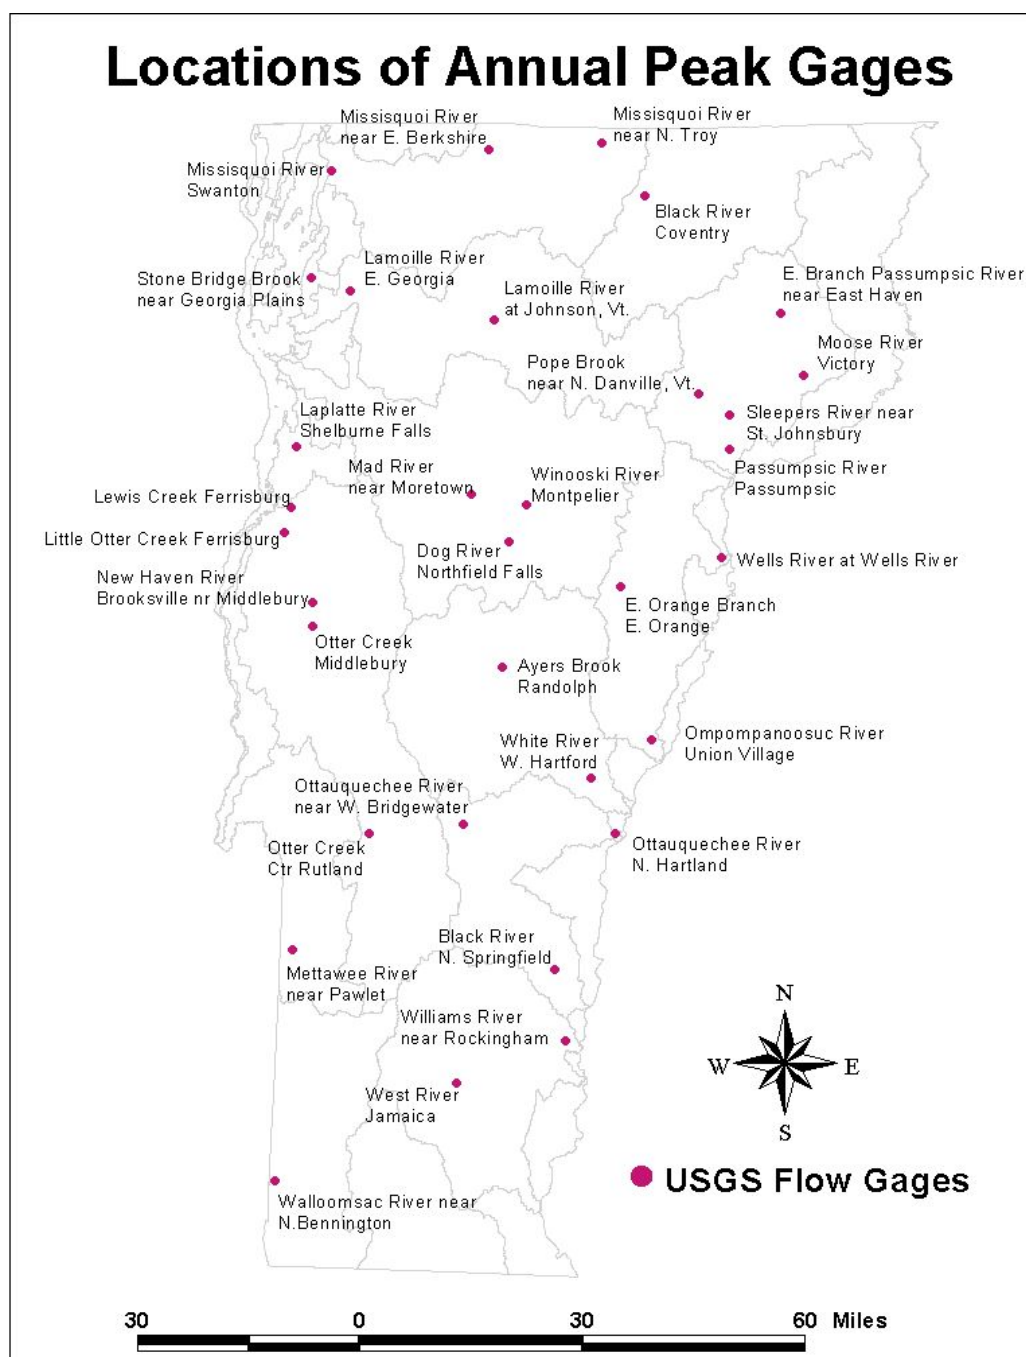 Locations of Annual Peak Gages
Missisquoi River
near E. Berkshire
Missisquoi River
near N. Troy
Missisquoi River
Swanton
Black River
Coventry
Lamoille River
E. Georgia
Stone Bridge Brook
near Georgia Plains
E. Branch Passumpsic River
near East Haven
Lamoille River
at Johnson, Vt.
Moose River
Victory
Pope Brook
near N. Danville, Vt.
Laplatte River
Shelburne Falls
Sleepers River near
St. Johnsbury
Mad River
near Moretown
Winooski River
Montpelier
Passumpsic River
Passumpsic
Lewis Creek Ferrisburg
Little Otter Creek Ferrisburg
Dog River
Northfield Falls
Wells River at Wells River
New Haven River
Brooksville nr Middlebury
E. Orange Branch
E. Orange
Otter Creek
Middlebury
Ayers Brook
Randolph
Ompompanoosuc River
Union Village
White River
W. Hartford
Ottauquechee River
near W. Bridgewater
Otter Creek
Ctr Rutland
Ottauquechee River
N. Hartland
Black River
N. Springfield
Mettawee River
near Pawlet
Williams River
near Rockingham
West River
Jamaica
N
W E
S
USGS Flow Gages
Walloomsac River near
N.Bennington
30 0 30 60 Miles